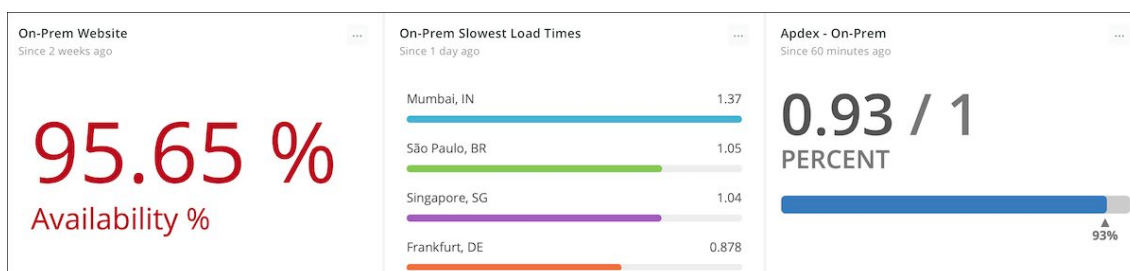 On-Prem Website
Since 2 weeks ago
95.65 %
Availability %
On-Prem Slowest Load Times
Since 1 day ago
Mumbai, IN 1.37
São Paulo, BR 1.05
Singapore, SG 1.04
Frankfurt, DE 0.878
Apdex - On-Prem
Since 60 minutes ago
0.93 / 1
PERCENT
93%